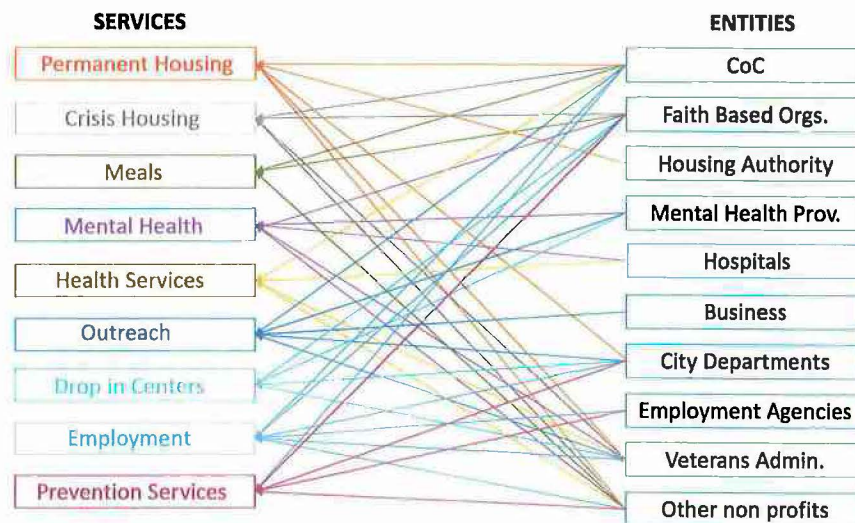 SERVICES
Permanent Housing
Crisis Housing
Meals
Mental Health
Health Services
Outreach
Drop in Centers
Employment
Prevention Services
ENTITIES
CoC
Faith Based Orgs.
Housing Authority
Mental Health Prov.
Hospitals
Business
City Departments
Employment Agencies
Veterans Admin.
Other non profits